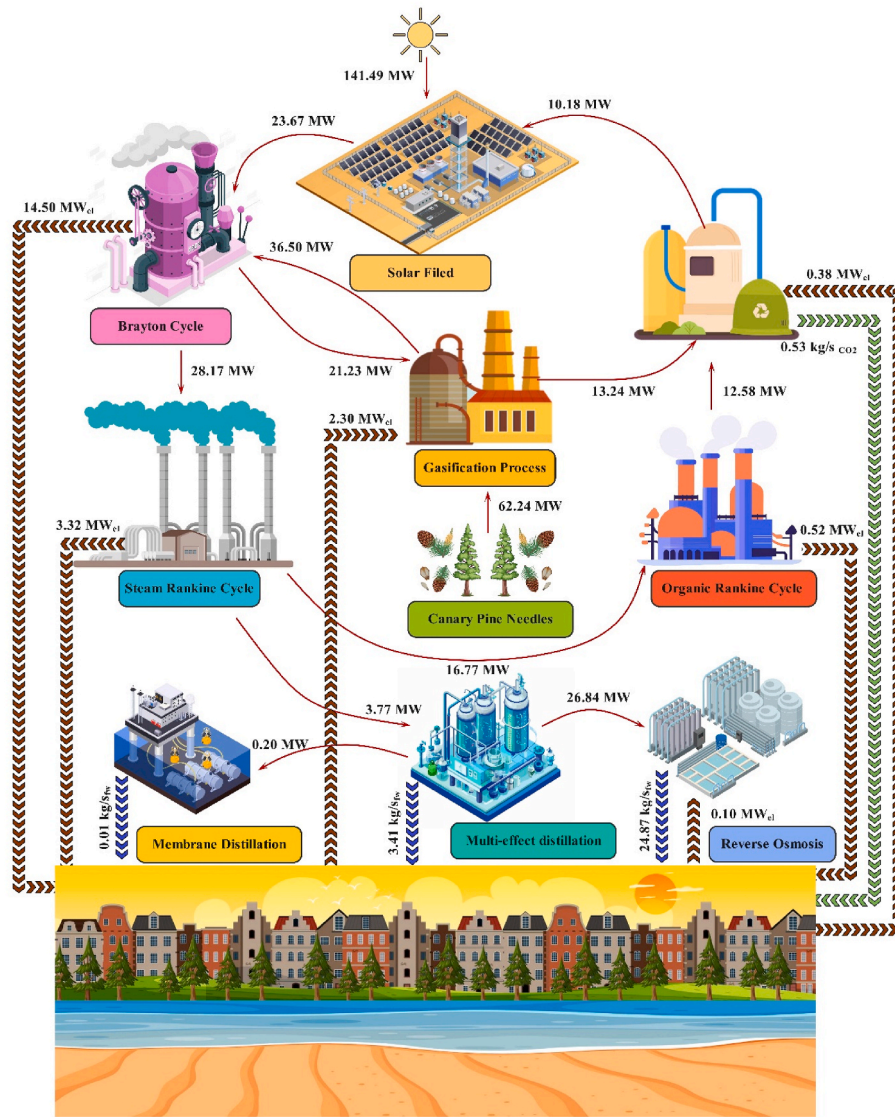 141.49 MW
10.18 MW
23.67 MW
14.50 MWel
36.50 MW
Solar Filed
0.38 MWel
Brayton Cycle
0.53 kg/s CO2
28.17 MW
21.23 MW
13.24 MW
12.58 MW
2.30 MWel
Gasification Process
62.24 MW
3.32 MWel
0.52 MWel
Steam Rankine Cycle
Organic Rankine Cycle
Canary Pine Needles
16.77 MW
3.77 MW
26.84 MW
0.20 MW
0.01 kg/sfw
3.41 kg/sfw
24.87 kg/sfw
0.10 MWel
Membrane Distillation
Multi-effect distillation
Reverse Osmosis